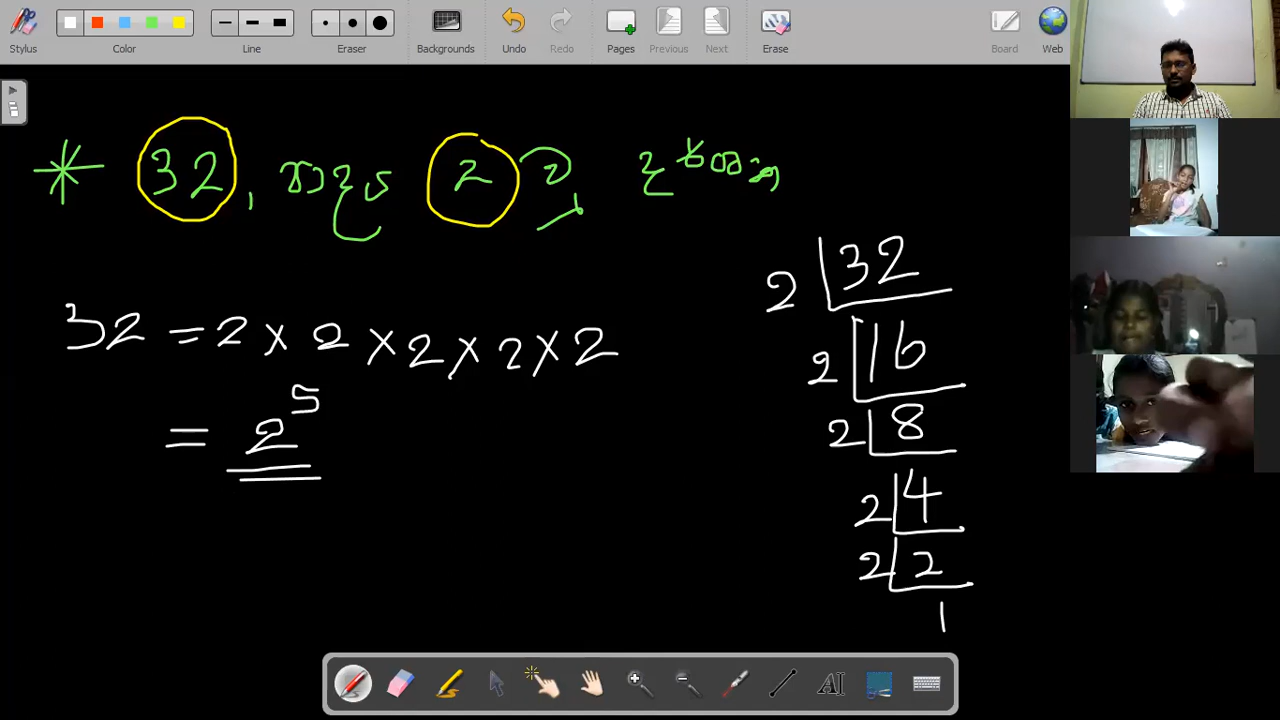 Stylus Color Line Eraser Backgrounds Undo Redo Pages Previous Next Erase Board Web
* 32, 2
32 = 2 × 2 × 2 × 2 × 2
= 2⁵
2 32
2 16
2 8
2 4
2 2
1